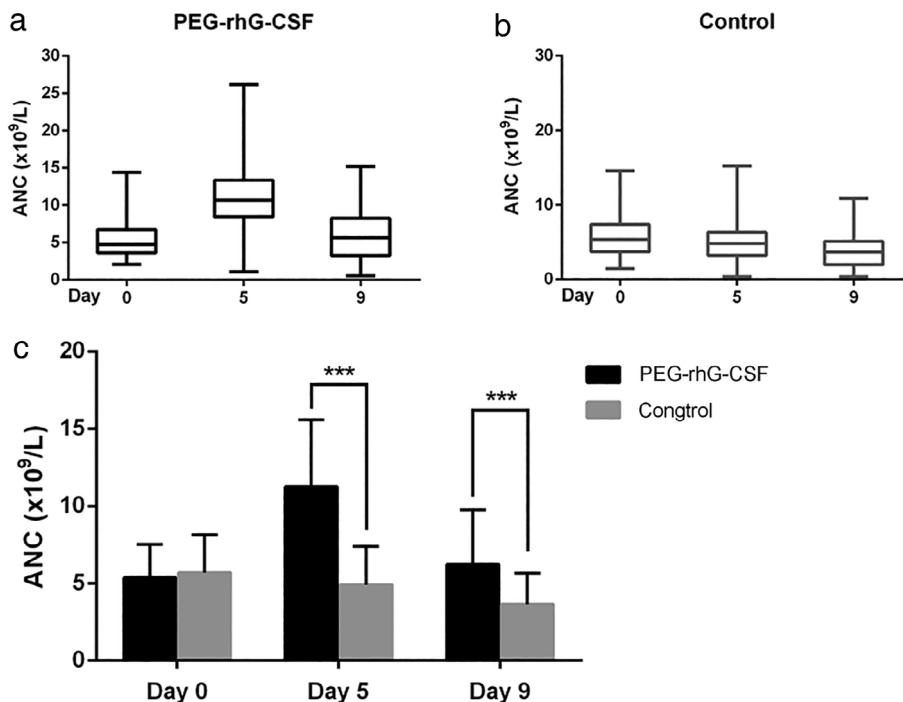 a
PEG-rhG-CSF
ANC (x10⁹/L)
30
25
20
15
10
5
0
Day 0 5 9
b
Control
ANC (x10⁹/L)
30
20
10
0
Day 0 5 9
c
ANC (x10⁹/L)
20
15
10
5
0
***
***
Day 0 Day 5 Day 9
PEG-rhG-CSF
Congtrol